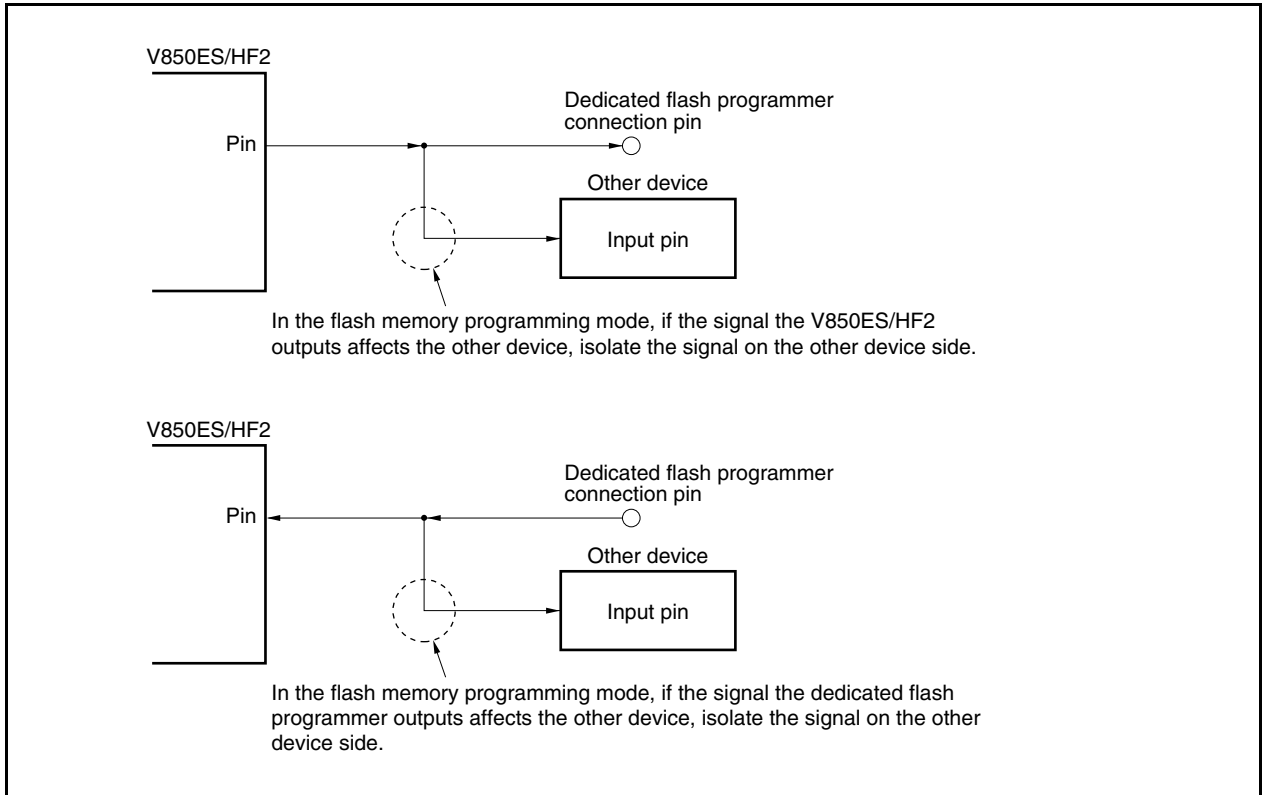 V850ES/HF2
Dedicated flash programmer
connection pin
Pin
Other device
Input pin
In the flash memory programming mode, if the signal the V850ES/HF2
outputs affects the other device, isolate the signal on the other device side.
V850ES/HF2
Dedicated flash programmer
connection pin
Pin
Other device
Input pin
In the flash memory programming mode, if the signal the dedicated flash
programmer outputs affects the other device, isolate the signal on the other
device side.